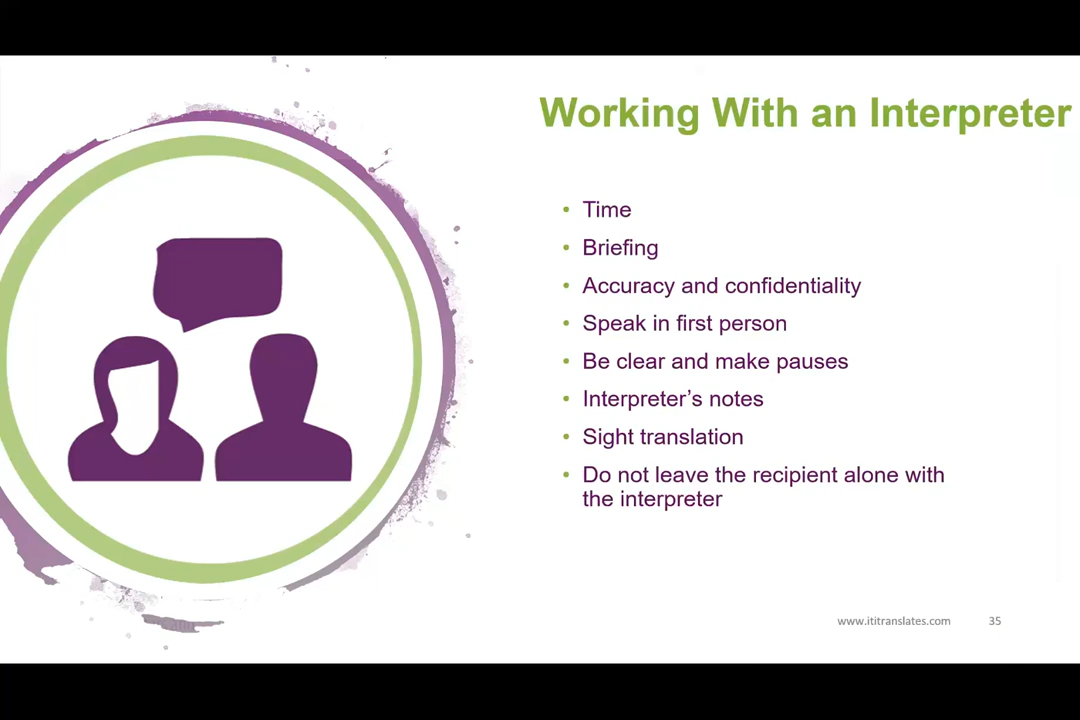 Working With an Interpreter
• Time
• Briefing
• Accuracy and confidentiality
• Speak in first person
• Be clear and make pauses
• Interpreter’s notes
• Sight translation
• Do not leave the recipient alone with
the interpreter
www.ititranslates.com 35